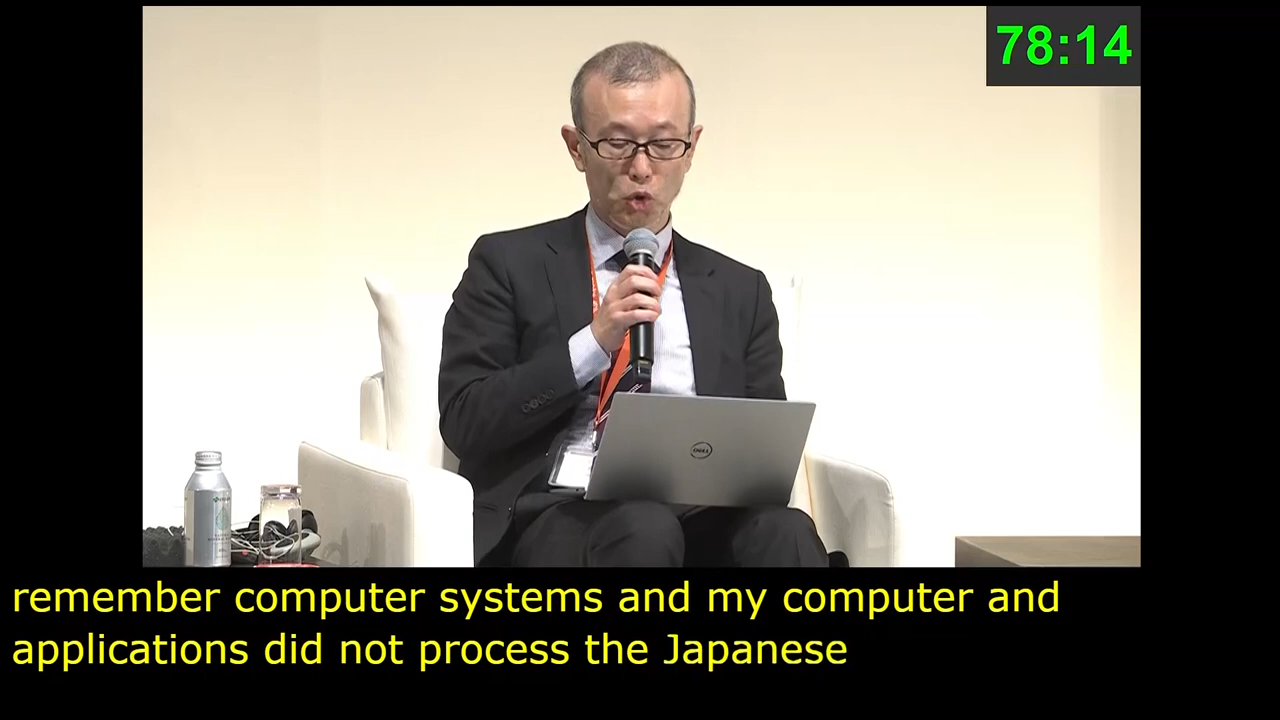 78:14
DELL
remember computer systems and my computer and
applications did not process the Japanese